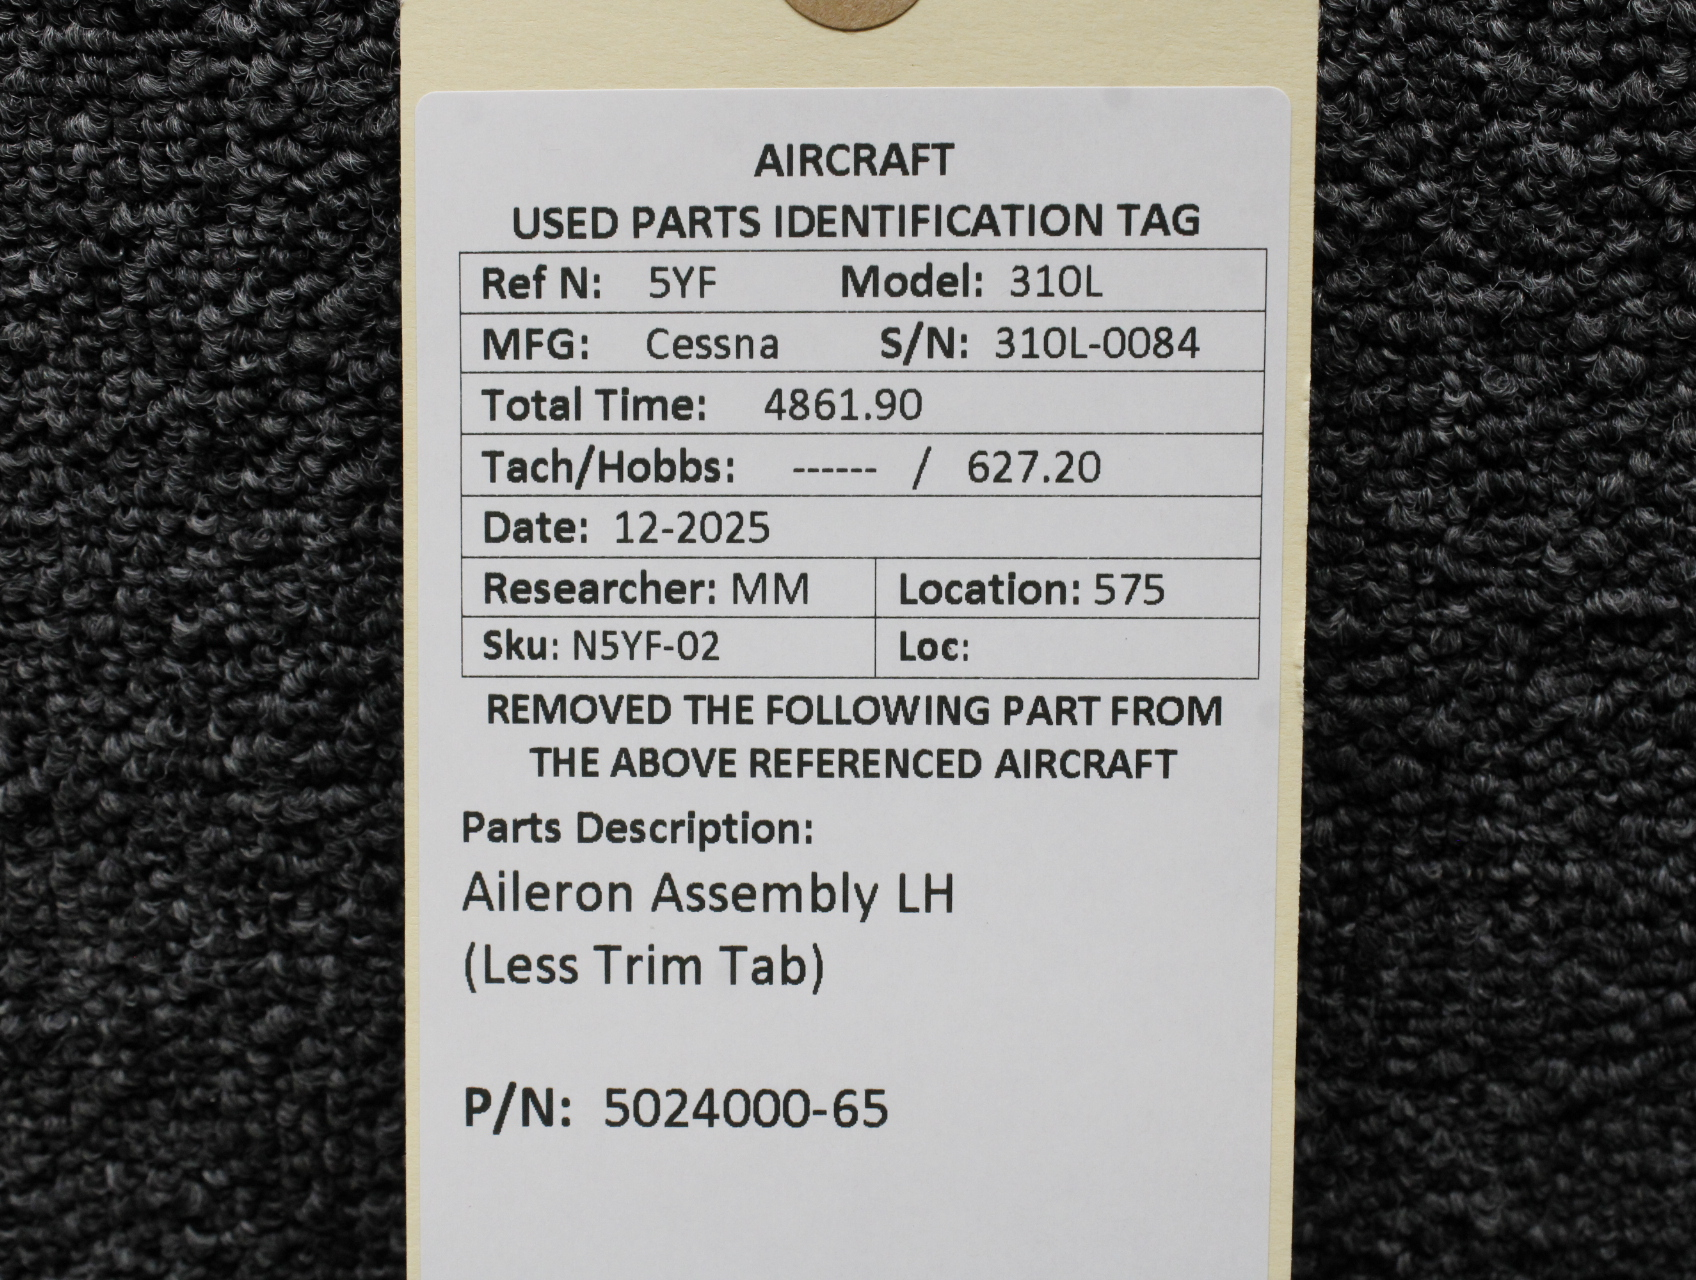 AIRCRAFT
USED PARTS IDENTIFICATION TAG
Ref N: 5YF Model: 310L
MFG: Cessna S/N: 310L-0084
Total Time: 4861.90
Tach/Hobbs: ------ / 627.20
Date: 12-2025
Researcher: MM Location: 575
Sku: N5YF-02 Loc:
REMOVED THE FOLLOWING PART FROM
THE ABOVE REFERENCED AIRCRAFT
Parts Description:
Aileron Assembly LH
(Less Trim Tab)
P/N: 5024000-65